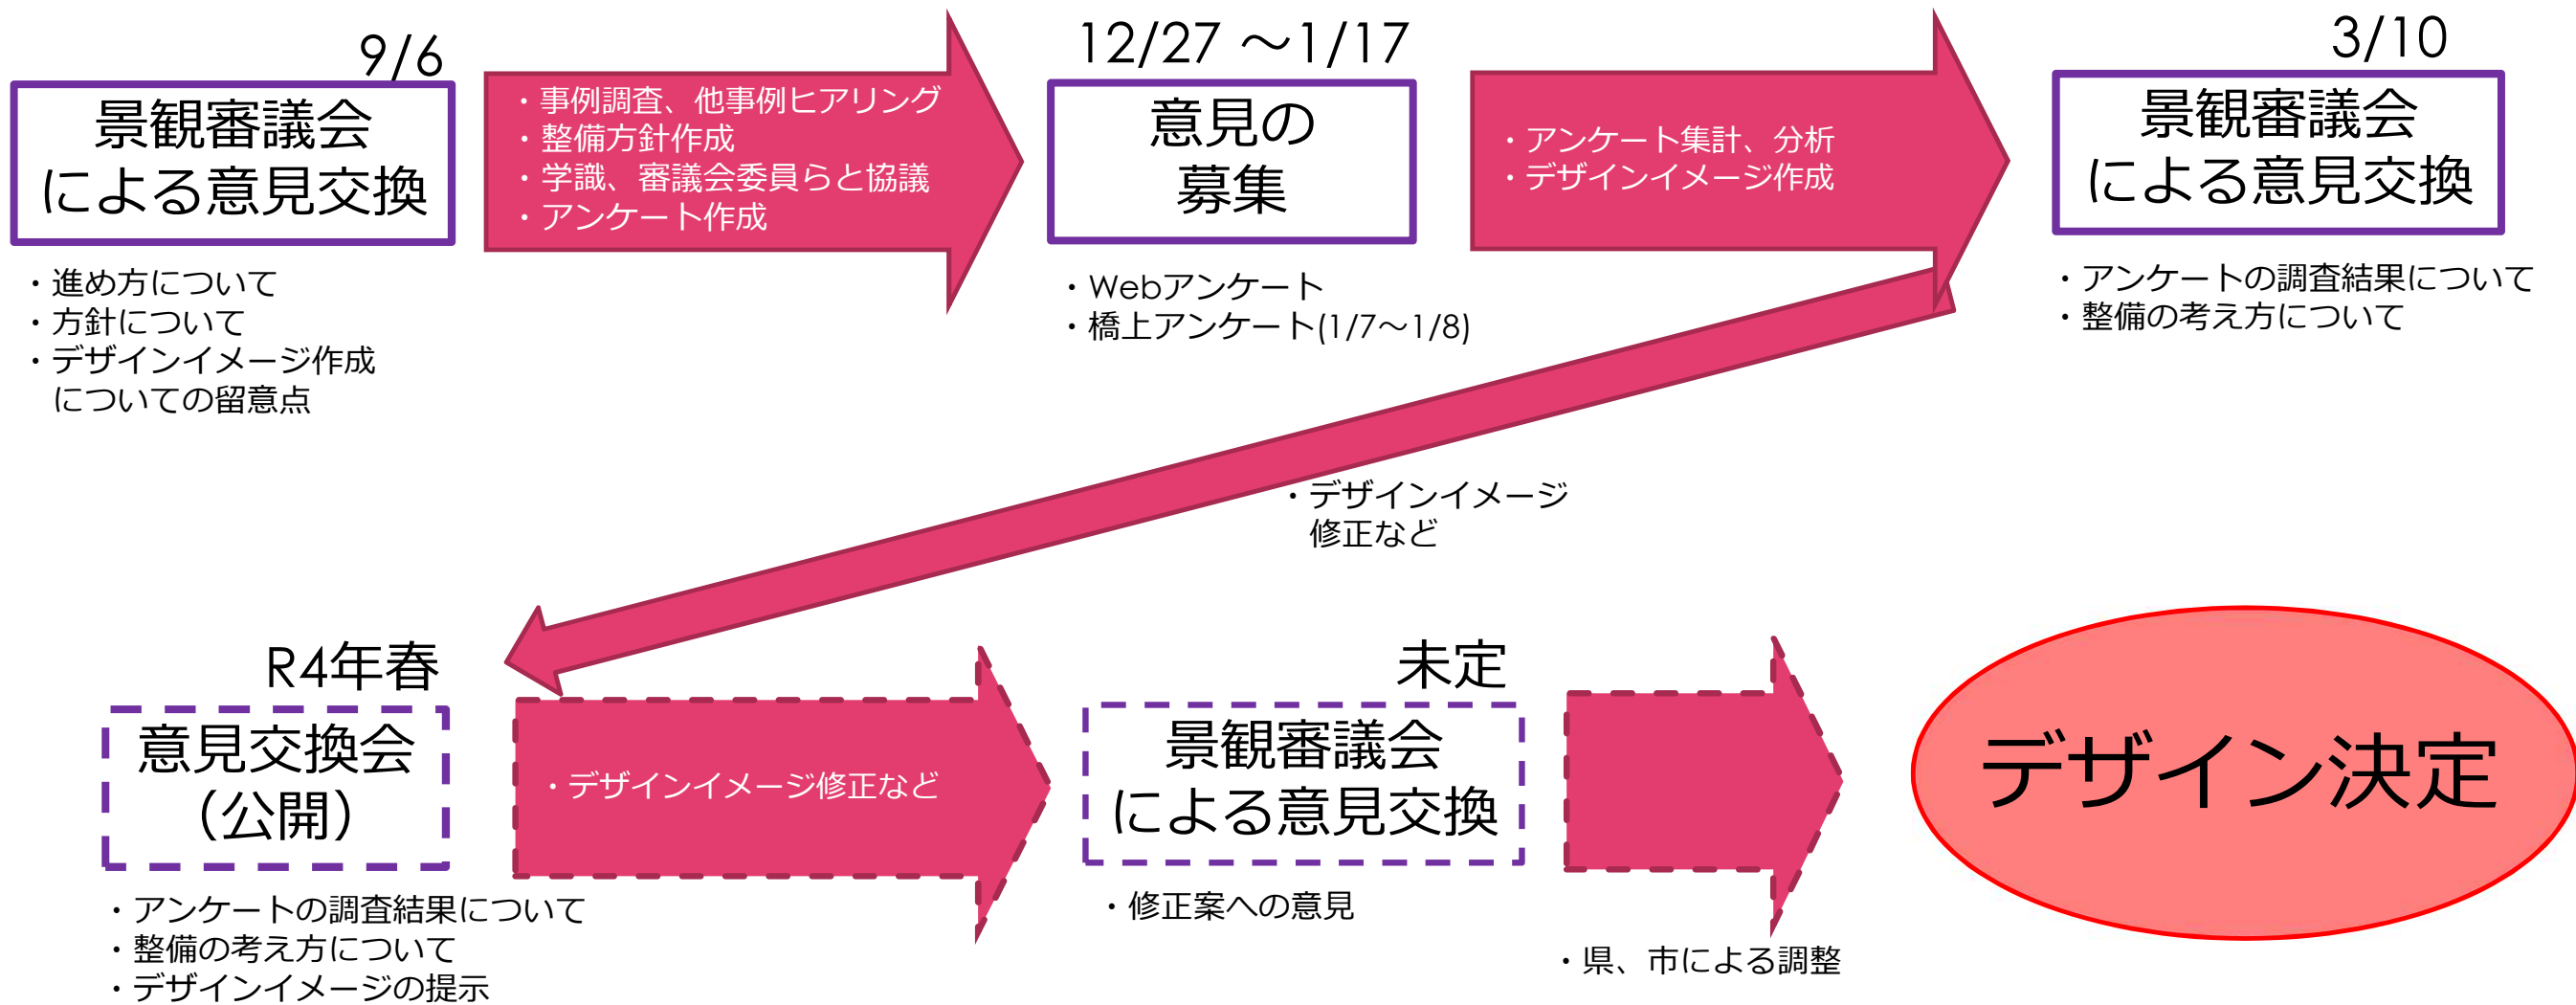 9/6
景観審議会
による意見交換
・進め方について
・方針について
・デザインイメージ作成
についての留意点
・事例調査、他事例ヒアリング
・整備方針作成
・学識、審議会委員らと協議
・アンケート作成
12/27 ～1/17
意見の
募集
・Webアンケート
・橋上アンケート(1/7～1/8)
・アンケート集計、分析
・デザインイメージ作成
3/10
景観審議会
による意見交換
・アンケートの調査結果について
・整備の考え方について
・デザインイメージ
修正など
R4年春
意見交換会
（公開）
・アンケートの調査結果について
・整備の考え方について
・デザインイメージの提示
・デザインイメージ修正など
未定
景観審議会
による意見交換
・修正案への意見
・県、市による調整
デザイン決定